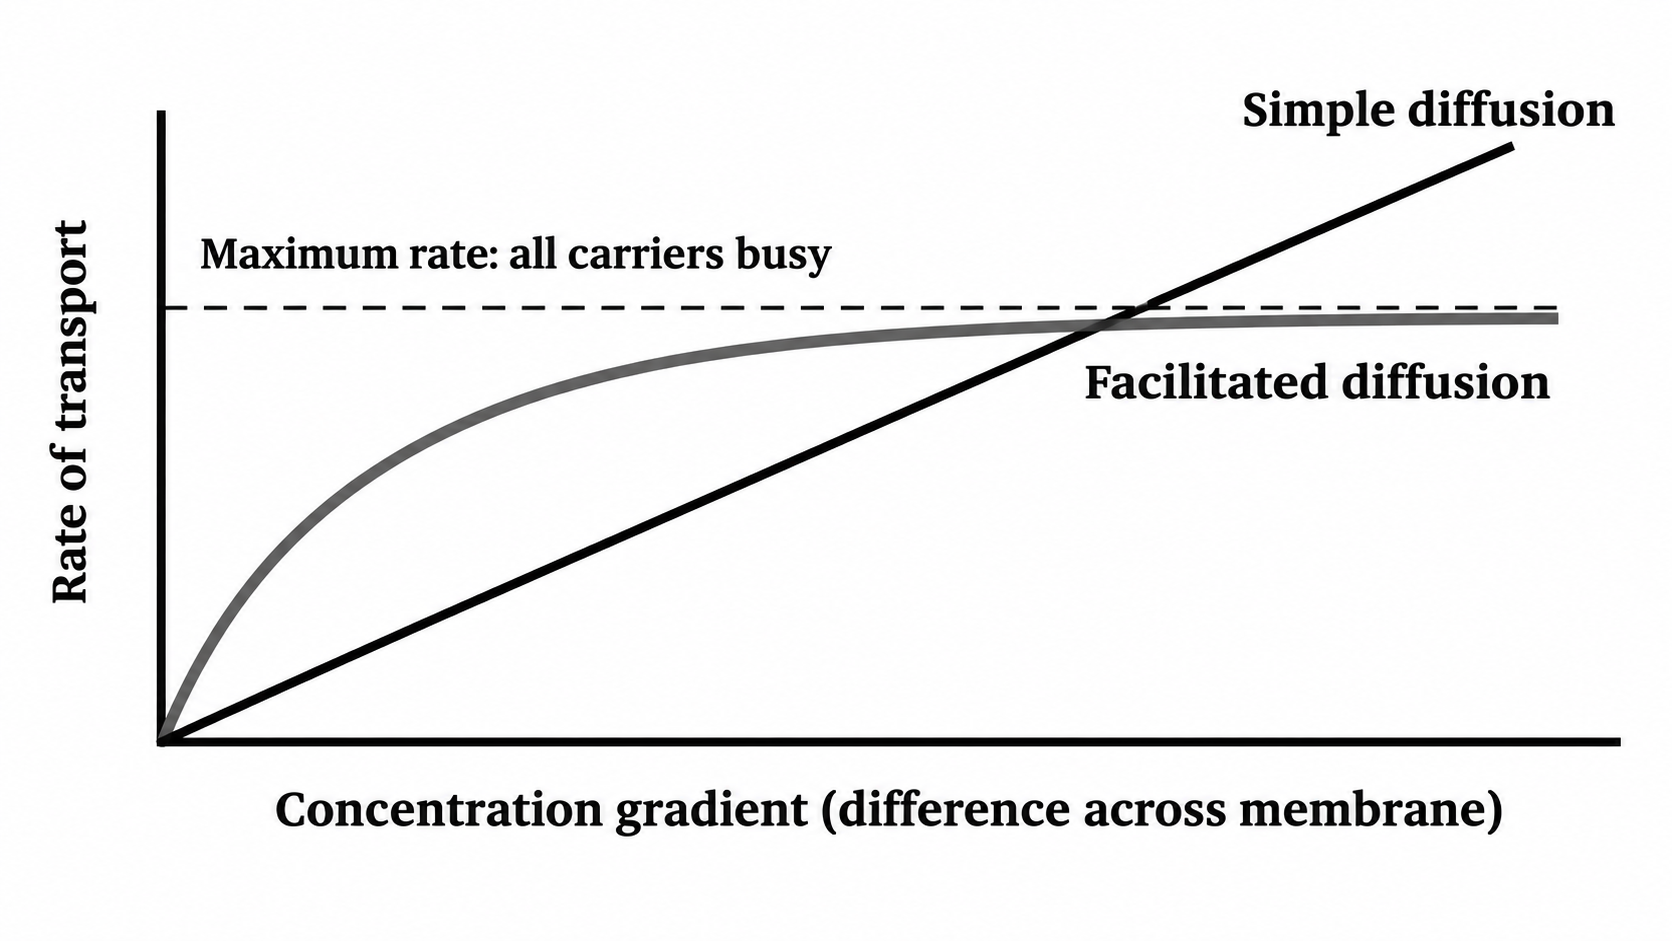 Simple diffusion
Maximum rate: all carriers busy
Facilitated diffusion
Rate of transport
Concentration gradient (difference across membrane)